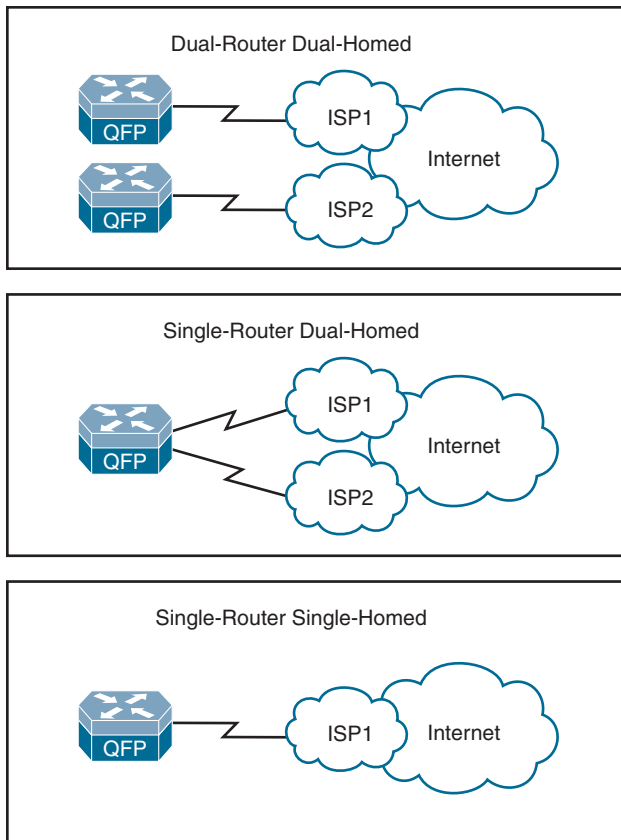 Dual-Router Dual-Homed
QFP
ISP1
Internet
QFP
ISP2
Single-Router Dual-Homed
ISP1
QFP
Internet
ISP2
Single-Router Single-Homed
QFP
ISP1
Internet